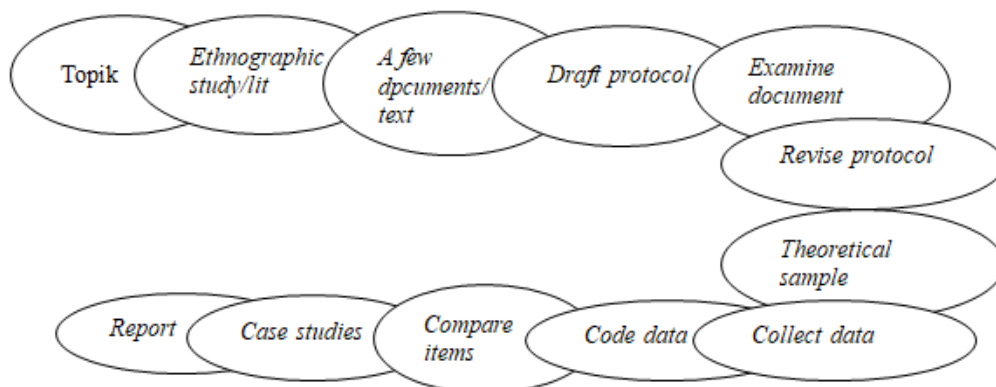 Topik
Ethnographic
study/lit
A few
dpcuments/
text
Draft protocol
Examine
document
Revise protocol
Theoretical
sample
Collect data
Code data
Compare
items
Case studies
Report